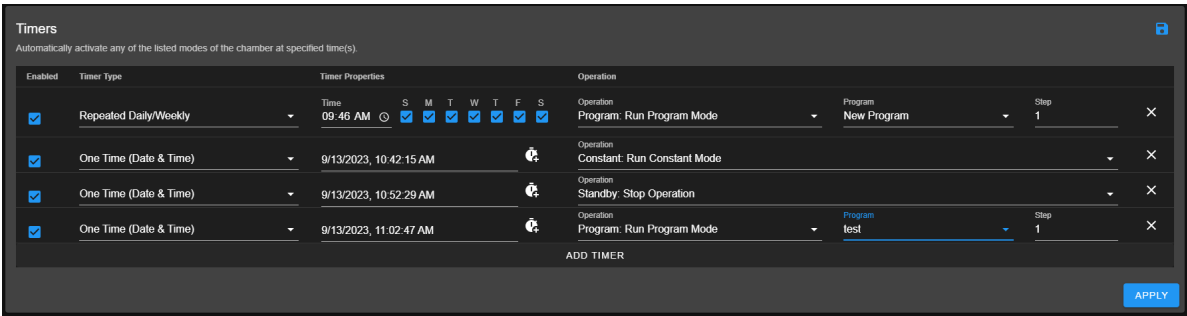 Timers
Automatically activate any of the listed modes of the chamber at specified time(s).
Enabled Timer Type Timer Properties Operation
Time S M T W T F S Operation Program Step
Repeated Daily/Weekly 09:46 AM Program: Run Program Mode New Program 1
Operation
One Time (Date & Time) 9/13/2023, 10:42:15 AM Constant: Run Constant Mode
Operation
One Time (Date & Time) 9/13/2023, 10:52:29 AM Standby: Stop Operation
Operation Program Step
One Time (Date & Time) 9/13/2023, 11:02:47 AM Program: Run Program Mode test 1
ADD TIMER
APPLY